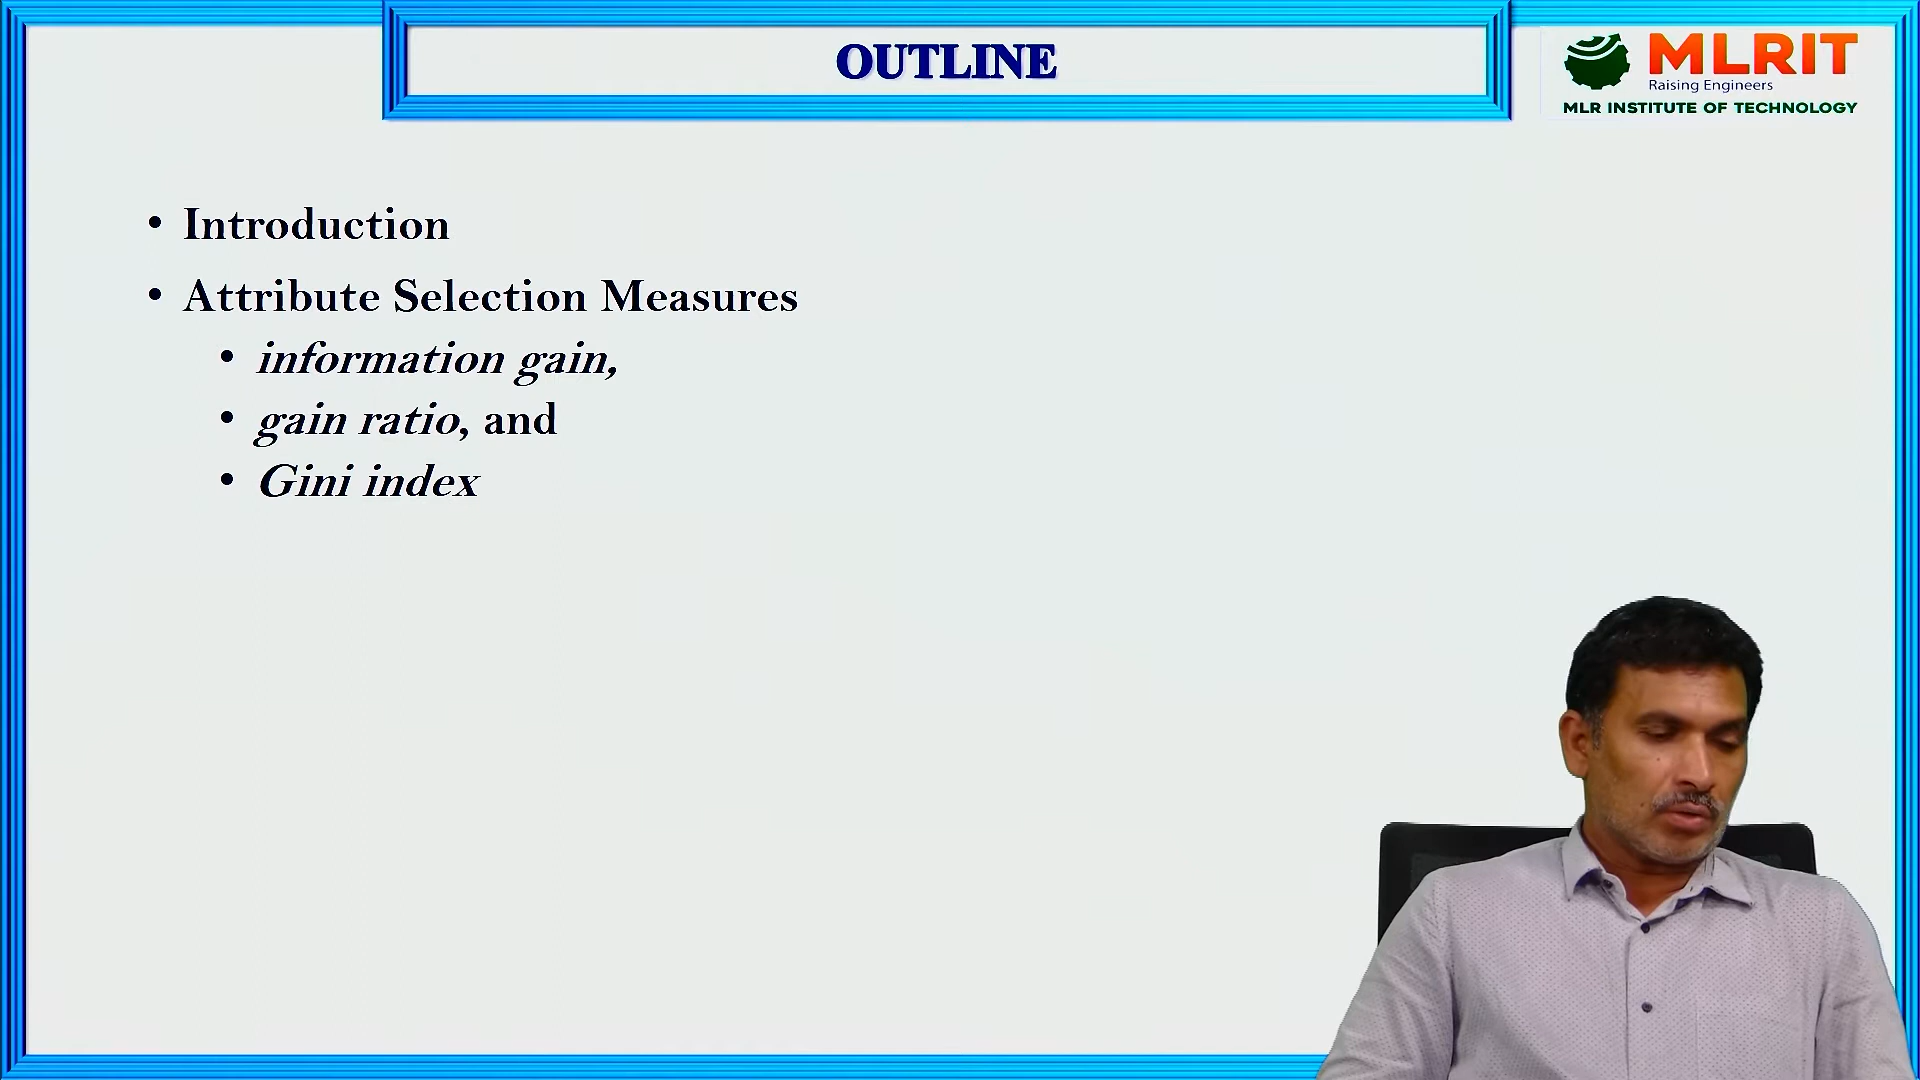 OUTLINE
MLRIT
Raising Engineers
MLR INSTITUTE OF TECHNOLOGY
• Introduction
• Attribute Selection Measures
• information gain,
• gain ratio, and
• Gini index